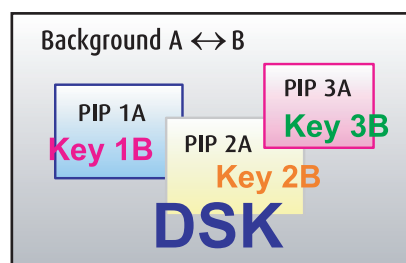 Background A ↔ B
PIP 1A
Key 1B
PIP 2A
Key 2B
PIP 3A
Key 3B
DSK